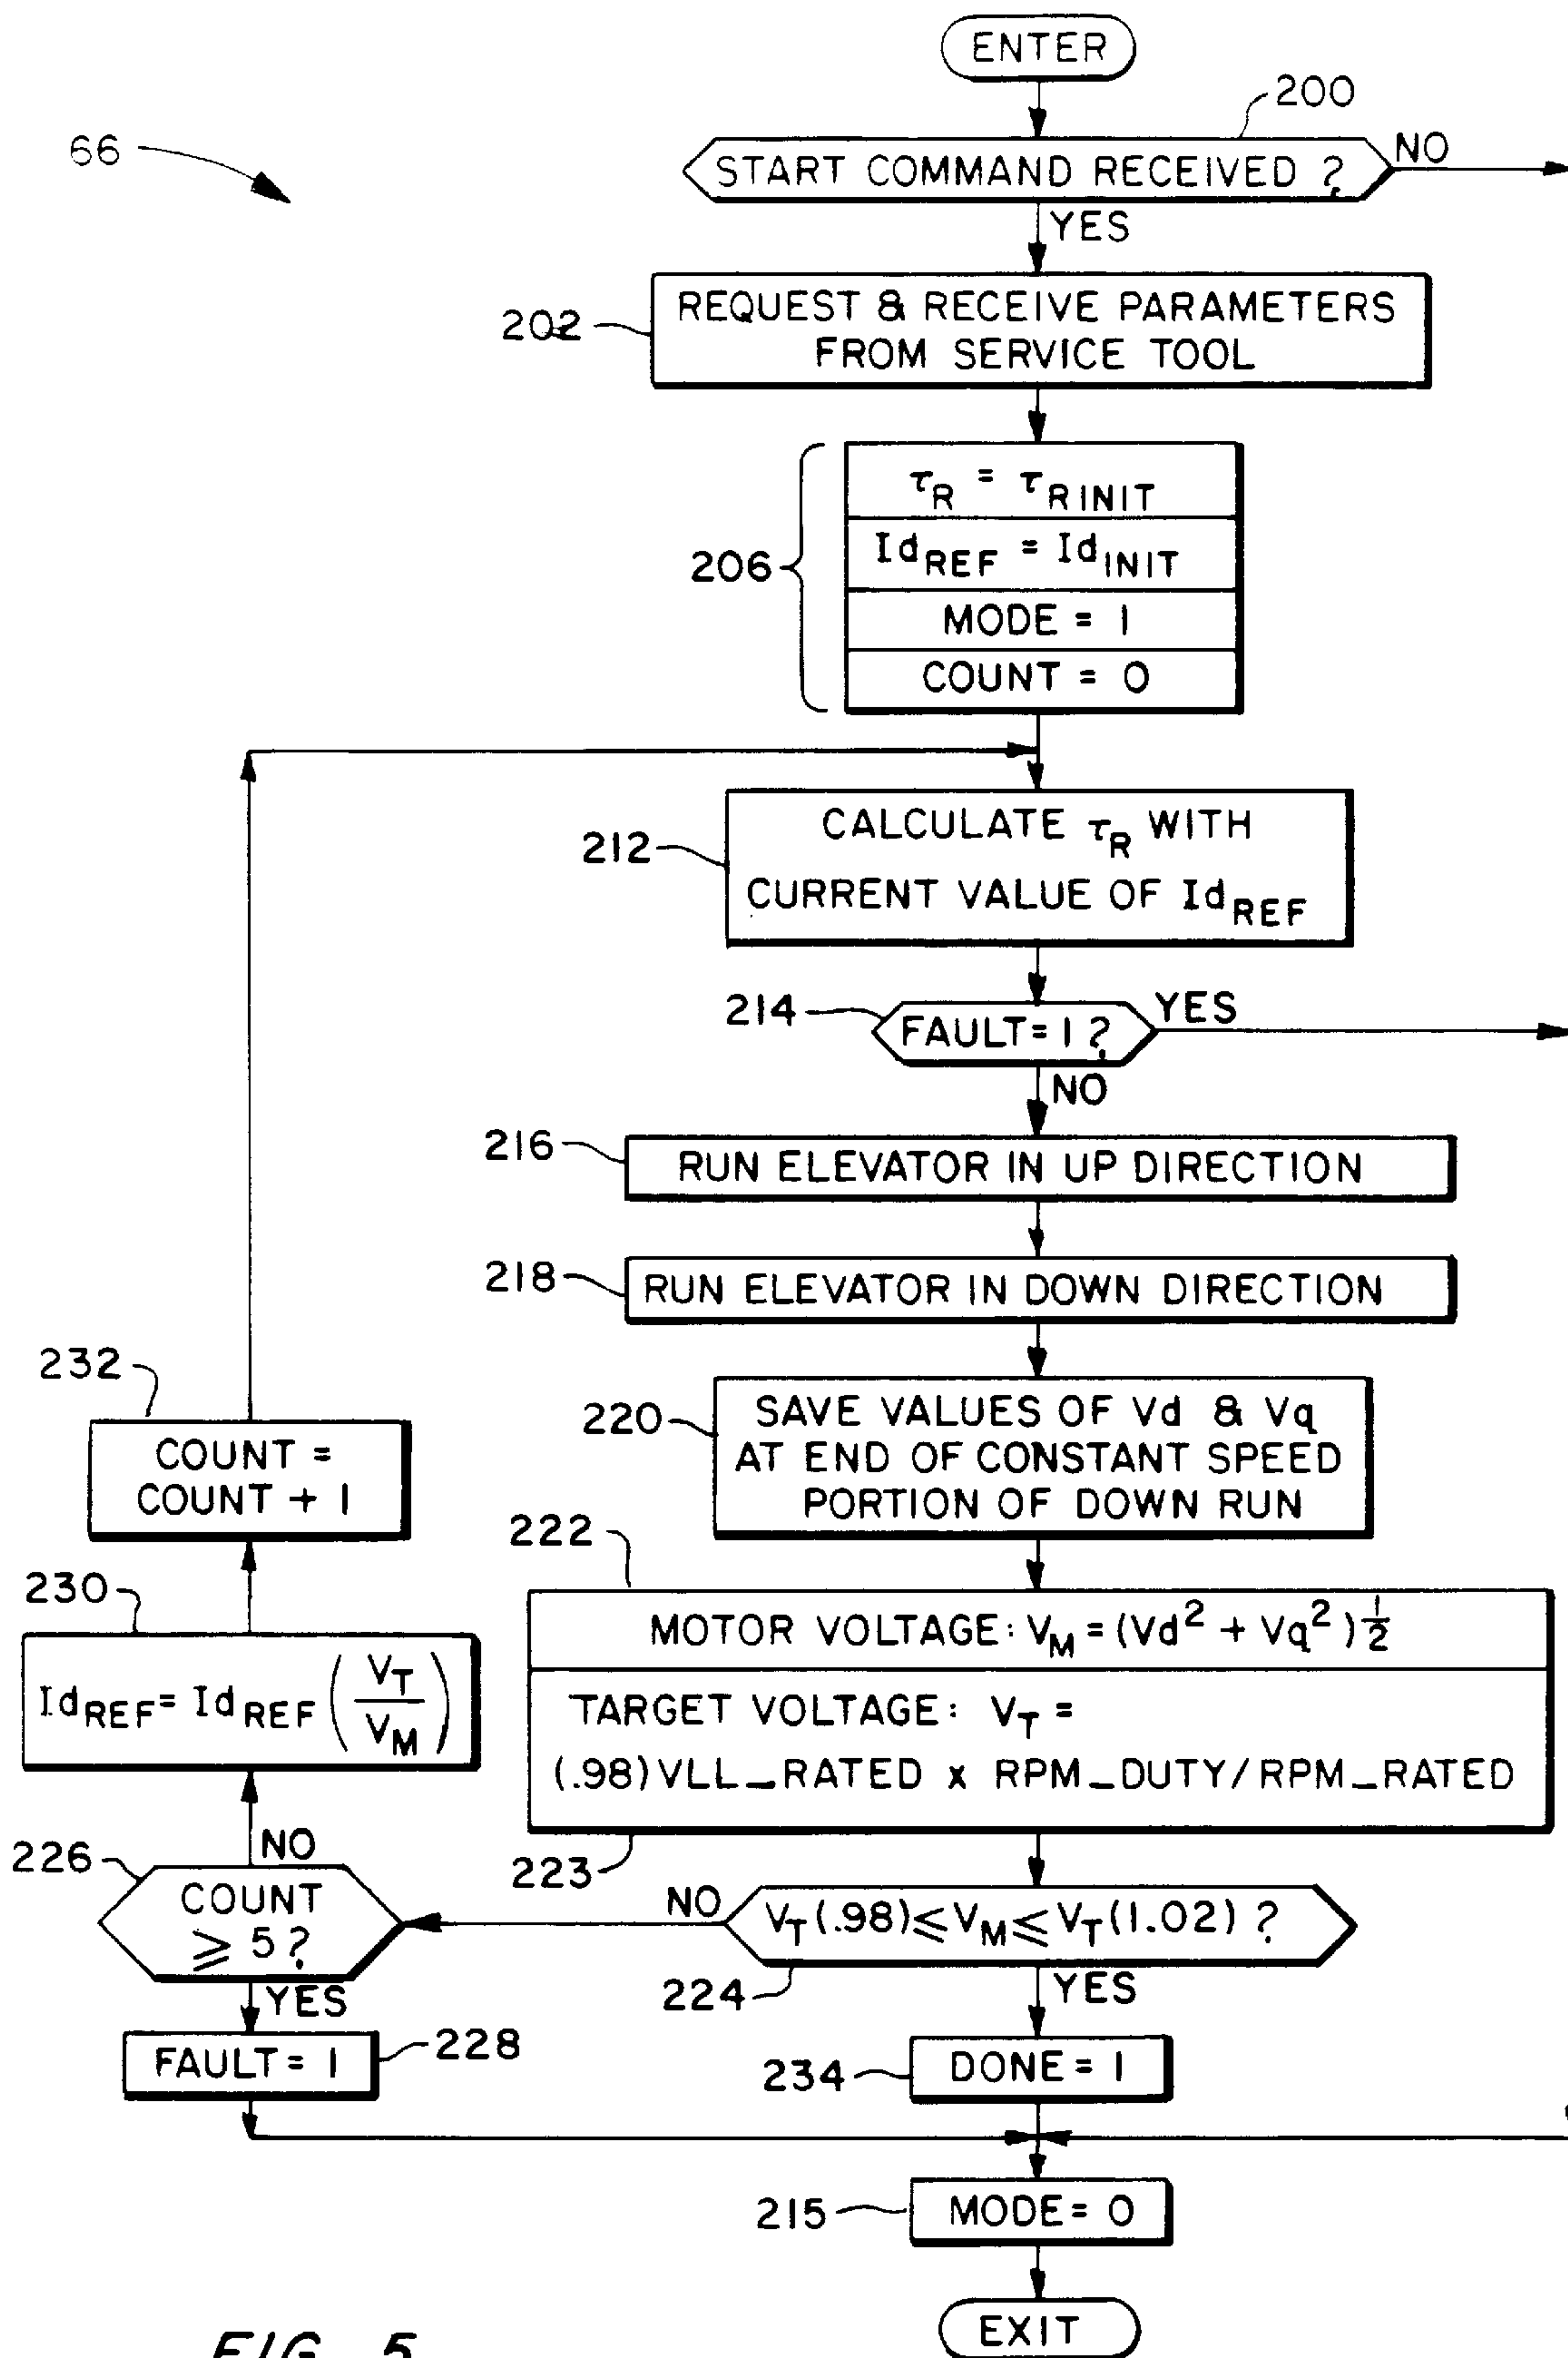 ENTER
66
200
START COMMAND RECEIVED ?
NO
YES
202
REQUEST & RECEIVE PARAMETERS
FROM SERVICE TOOL
206
τR = τR INIT
IdREF = IdINIT
MODE = 1
COUNT = 0
212
CALCULATE τR WITH
CURRENT VALUE OF IdREF
214
FAULT = 1 ?
YES
NO
216
RUN ELEVATOR IN UP DIRECTION
218
RUN ELEVATOR IN DOWN DIRECTION
220
SAVE VALUES OF Vd & Vq
AT END OF CONSTANT SPEED
PORTION OF DOWN RUN
222
MOTOR VOLTAGE: VM = (Vd² + Vq²)½
TARGET VOLTAGE: VT =
(.98) VLL_RATED x RPM_DUTY/RPM_RATED
223
VT(.98) ≤ VM ≤ VT(1.02) ?
224
NO
YES
226
COUNT
≥ 5 ?
NO
YES
230
IdREF = IdREF (VT/VM)
232
COUNT =
COUNT + 1
FAULT = 1
228
234
DONE = 1
215
MODE = 0
EXIT
FIG. 5